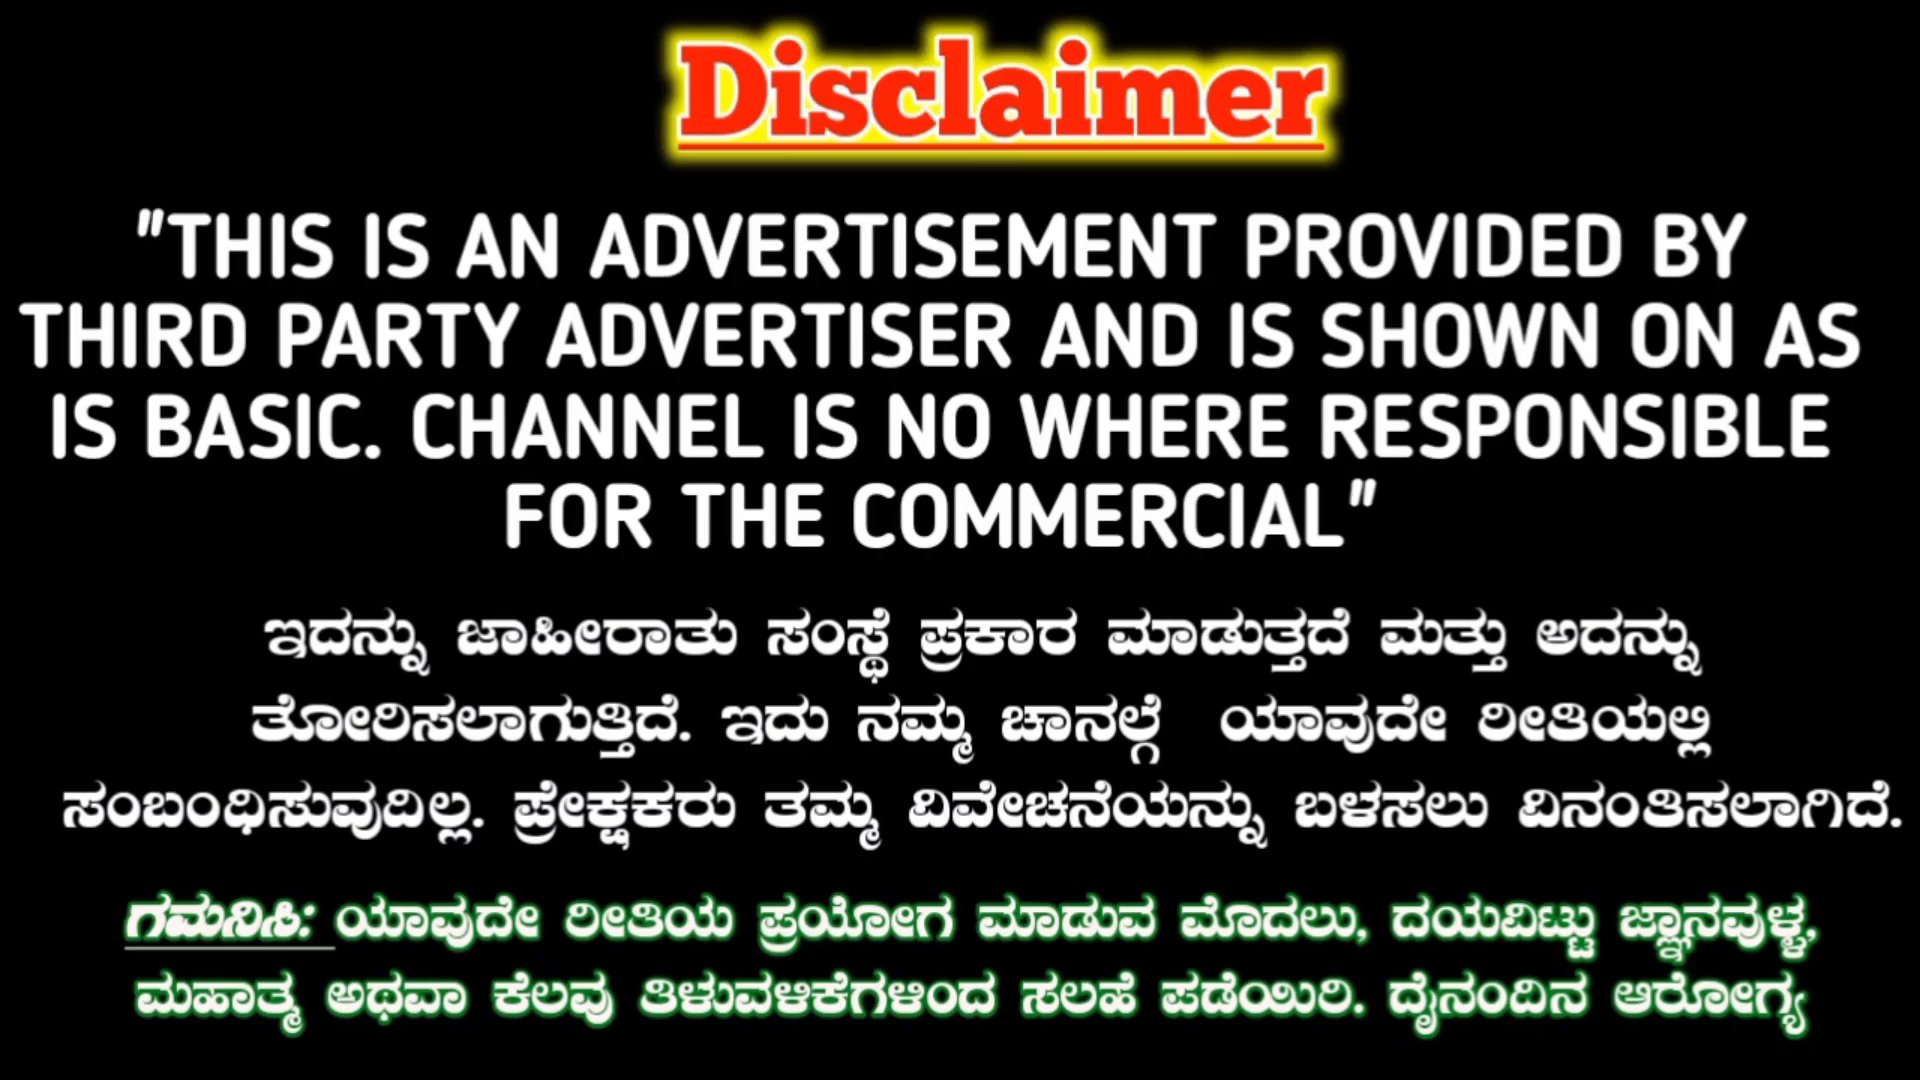 Disclaimer
"THIS IS AN ADVERTISEMENT PROVIDED BY
THIRD PARTY ADVERTISER AND IS SHOWN ON AS
IS BASIC. CHANNEL IS NO WHERE RESPONSIBLE
FOR THE COMMERCIAL"
ಇದನ್ನು ಜಾಹೀರಾತು ಸಂಸ್ಥೆ ಪ್ರಕಾರ ಮಾಡುತ್ತದೆ ಮತ್ತು ಅದನ್ನು
ತೋರಿಸಲಾಗುತ್ತಿದೆ. ಇದು ನಮ್ಮ ಚಾನಲ್ಗೆ ಯಾವುದೇ ರೀತಿಯಲ್ಲಿ
ಸಂಬಂಧಿಸುವುದಿಲ್ಲ. ಪ್ರೇಕ್ಷಕರು ತಮ್ಮ ವಿವೇಚನೆಯನ್ನು ಬಳಸಲು ವಿನಂತಿಸಲಾಗಿದೆ.
ಗಮನಿಸಿ: ಯಾವುದೇ ರೀತಿಯ ಪ್ರಯೋಗ ಮಾಡುವ ಮೊದಲು, ದಯವಿಟ್ಟು ಜ್ಞಾನವುಳ್ಳ,
ಮಹಾತ್ಮ ಅಥವಾ ಕೆಲವು ತಿಳುವಳಿಕೆಗಳಿಂದ ಸಲಹೆ ಪಡೆಯಿರಿ. ದೈನಂದಿನ ಆರೋಗ್ಯ